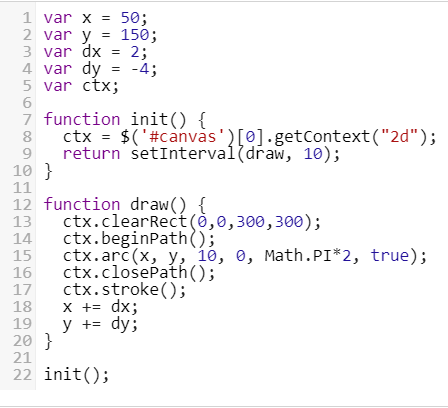 1 var x = 50;
2 var y = 150;
3 var dx = 2;
4 var dy = -4;
5 var ctx;
6
7 function init() {
8   ctx = $('#canvas')[0].getContext("2d");
9   return setInterval(draw, 10);
10 }
11
12 function draw() {
13   ctx.clearRect(0,0,300,300);
14   ctx.beginPath();
15   ctx.arc(x, y, 10, 0, Math.PI*2, true);
16   ctx.closePath();
17   ctx.stroke();
18   x += dx;
19   y += dy;
20 }
21
22 init();